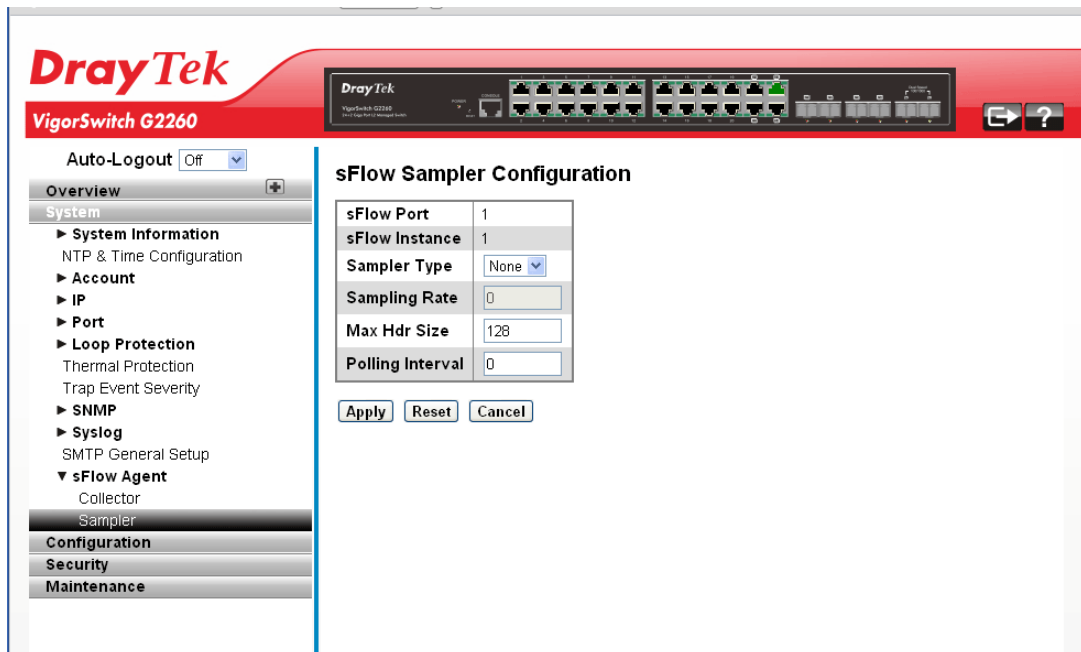 DrayTek
VigorSwitch G2260
DrayTek
VigorSwitch G2260
POWER
CONSOLE
Auto-Logout Off
Overview
System
System Information
NTP & Time Configuration
Account
IP
Port
Loop Protection
Thermal Protection
Trap Event Severity
SNMP
Syslog
SMTP General Setup
sFlow Agent
Collector
Sampler
Configuration
Security
Maintenance
sFlow Sampler Configuration
sFlow Port 1
sFlow Instance 1
Sampler Type None
Sampling Rate 0
Max Hdr Size 128
Polling Interval 0
Apply Reset Cancel